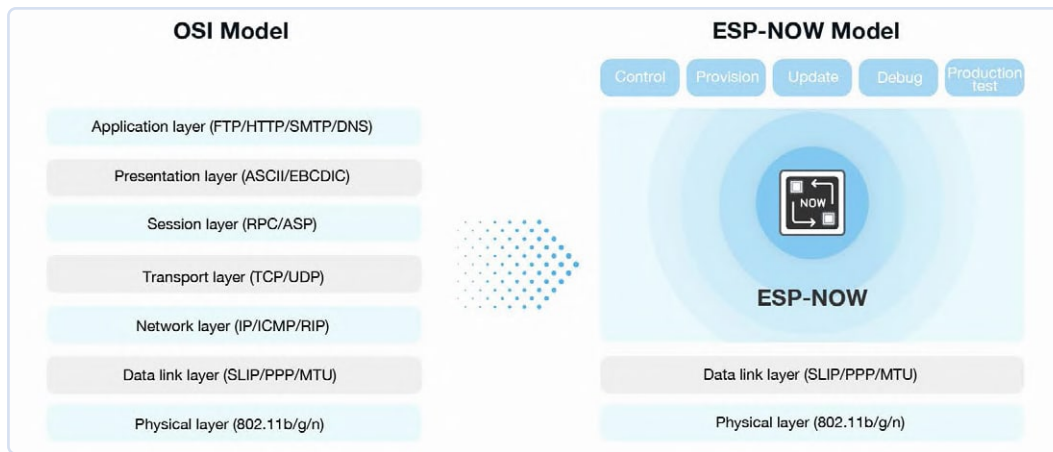 OSI Model
Application layer (FTP/HTTP/SMTP/DNS)
Presentation layer (ASCII/EBCDIC)
Session layer (RPC/ASP)
Transport layer (TCP/UDP)
Network layer (IP/ICMP/RIP)
Data link layer (SLIP/PPP/MTU)
Physical layer (802.11b/g/n)
ESP-NOW Model
Control
Provision
Update
Debug
Production
test
NOW
ESP-NOW
Data link layer (SLIP/PPP/MTU)
Physical layer (802.11b/g/n)